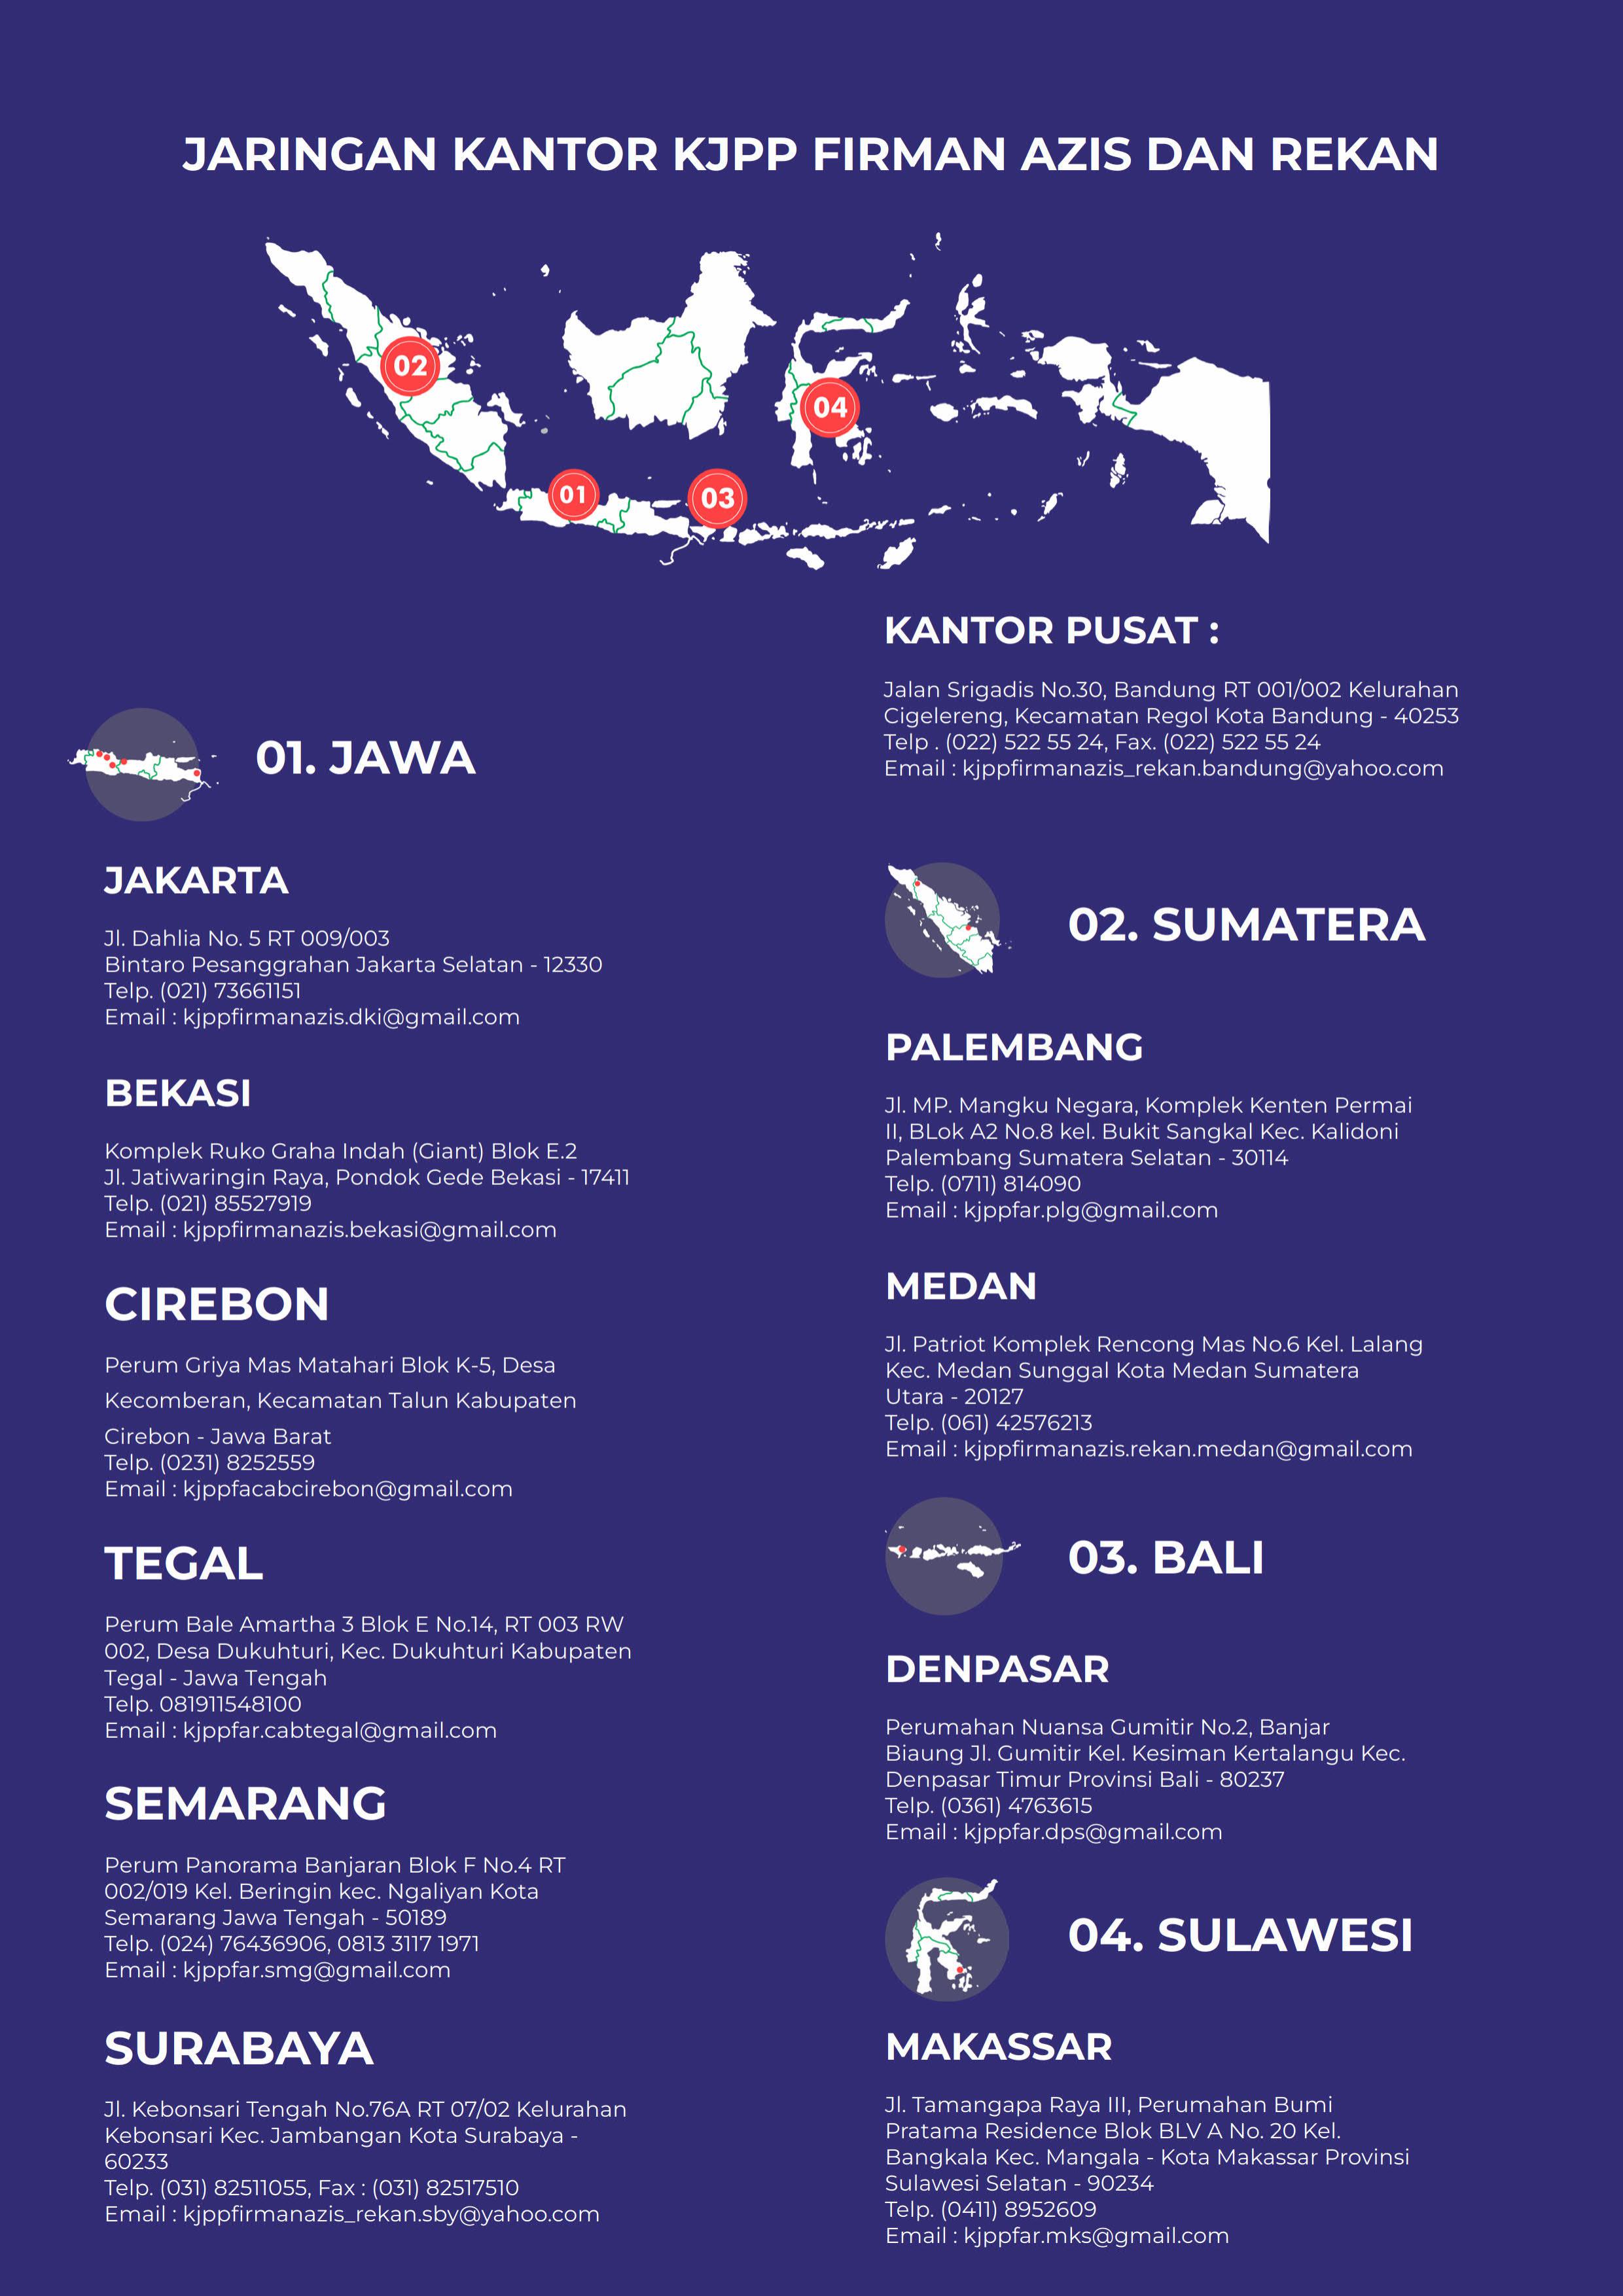 JARINGAN KANTOR KJPP FIRMAN AZIS DAN REKAN
02
04
01
03
KANTOR PUSAT :
Jalan Srigadis No.30, Bandung RT 001/002 Kelurahan
Cigelereng, Kecamatan Regol Kota Bandung - 40253
Telp . (022) 522 55 24, Fax. (022) 522 55 24
Email : kjppfirmanazis_rekan.bandung@yahoo.com
01. JAWA
JAKARTA
Jl. Dahlia No. 5 RT 009/003
Bintaro Pesanggrahan Jakarta Selatan - 12330
Telp. (021) 73661151
Email : kjppfirmanazis.dki@gmail.com
BEKASI
Komplek Ruko Graha Indah (Giant) Blok E.2
Jl. Jatiwaringin Raya, Pondok Gede Bekasi - 17411
Telp. (021) 85527919
Email : kjppfirmanazis.bekasi@gmail.com
CIREBON
Perum Griya Mas Matahari Blok K-5, Desa
Kecomberan, Kecamatan Talun Kabupaten
Cirebon - Jawa Barat
Telp. (0231) 8252559
Email : kjppfacabcirebon@gmail.com
TEGAL
Perum Bale Amartha 3 Blok E No.14, RT 003 RW
002, Desa Dukuhturi, Kec. Dukuhturi Kabupaten
Tegal - Jawa Tengah
Telp. 081911548100
Email : kjppfar.cabtegal@gmail.com
SEMARANG
Perum Panorama Banjaran Blok F No.4 RT
002/019 Kel. Beringin kec. Ngaliyan Kota
Semarang Jawa Tengah - 50189
Telp. (024) 76436906, 0813 3117 1971
Email : kjppfar.smg@gmail.com
SURABAYA
Jl. Kebonsari Tengah No.76A RT 07/02 Kelurahan
Kebonsari Kec. Jambangan Kota Surabaya -
60233
Telp. (031) 82511055, Fax : (031) 82517510
Email : kjppfirmanazis_rekan.sby@yahoo.com
02. SUMATERA
PALEMBANG
Jl. MP. Mangku Negara, Komplek Kenten Permai
II, BLok A2 No.8 kel. Bukit Sangkal Kec. Kalidoni
Palembang Sumatera Selatan - 30114
Telp. (0711) 814090
Email : kjppfar.plg@gmail.com
MEDAN
Jl. Patriot Komplek Rencong Mas No.6 Kel. Lalang
Kec. Medan Sunggal Kota Medan Sumatera
Utara - 20127
Telp. (061) 42576213
Email : kjppfirmanazis.rekan.medan@gmail.com
03. BALI
DENPASAR
Perumahan Nuansa Gumitir No.2, Banjar
Biaung Jl. Gumitir Kel. Kesiman Kertalangu Kec.
Denpasar Timur Provinsi Bali - 80237
Telp. (0361) 4763615
Email : kjppfar.dps@gmail.com
04. SULAWESI
MAKASSAR
Jl. Tamangapa Raya III, Perumahan Bumi
Pratama Residence Blok BLV A No. 20 Kel.
Bangkala Kec. Mangala - Kota Makassar Provinsi
Sulawesi Selatan - 90234
Telp. (0411) 8952609
Email : kjppfar.mks@gmail.com